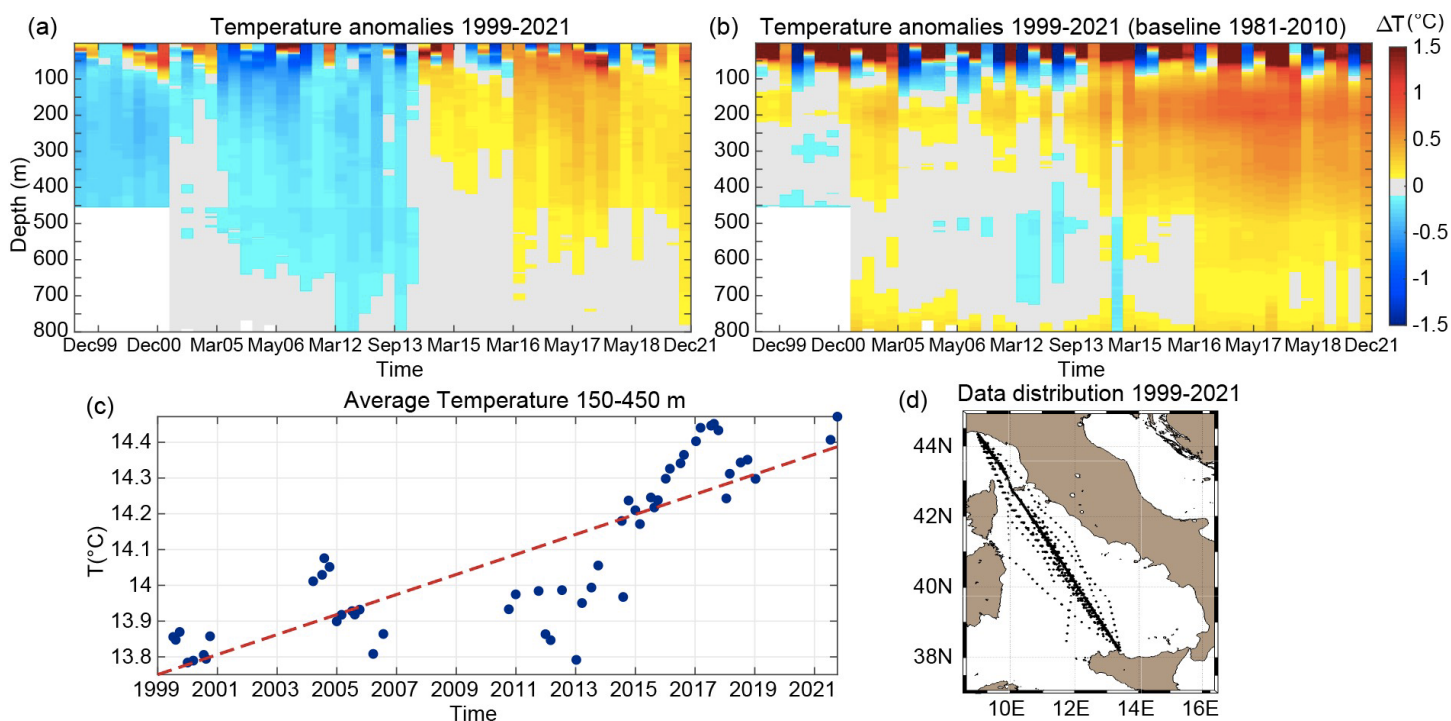 (a) Temperature anomalies 1999-2021
(b) Temperature anomalies 1999-2021 (baseline 1981-2010)
ΔT(°C)
Depth (m)
100
200
300
400
500
600
700
800
Dec99 Dec00 Mar05 May06 Mar12 Sep13 Mar15 Mar16 May17 May18 Dec21
Time
100
200
300
400
500
600
700
800
Dec99 Dec00 Mar05 May06 Mar12 Sep13 Mar15 Mar16 May17 May18 Dec21
Time
1.5
1
0.5
0
-0.5
-1
-1.5
(c) Average Temperature 150-450 m
T(°C)
14.4
14.3
14.2
14.1
14
13.9
13.8
1999 2001 2003 2005 2007 2009 2011 2013 2015 2017 2019 2021
Time
(d) Data distribution 1999-2021
44N
42N
40N
38N
10E 12E 14E 16E